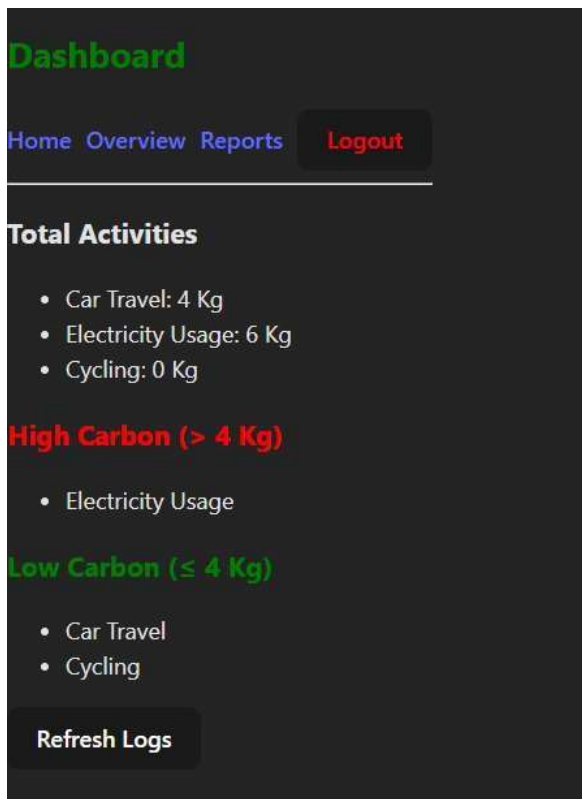 Dashboard
Home Overview Reports Logout
Total Activities
• Car Travel: 4 Kg
• Electricity Usage: 6 Kg
• Cycling: 0 Kg
High Carbon (> 4 Kg)
• Electricity Usage
Low Carbon (≤ 4 Kg)
• Car Travel
• Cycling
Refresh Logs